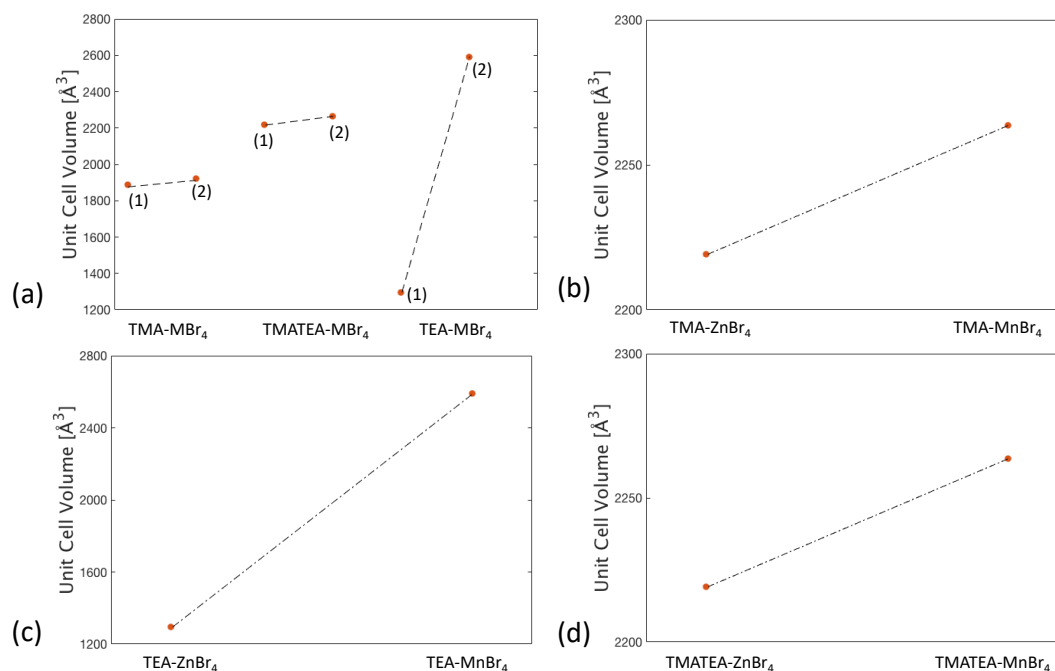 2800
2600
2400
2200
2000
1800
1600
1400
1200
Unit Cell Volume [Å³]
(1)
(2)
(1)
(2)
(1)
(2)
TMA-MBr₄
TMATEA-MBr₄
TEA-MBr₄
(a)
2300
2250
2200
Unit Cell Volume [Å³]
TMA-ZnBr₄
TMA-MnBr₄
(b)
2800
2400
2000
1600
1200
Unit Cell Volume [Å³]
TEA-ZnBr₄
TEA-MnBr₄
(c)
2300
2250
2200
Unit Cell Volume [Å³]
TMATEA-ZnBr₄
TMATEA-MnBr₄
(d)